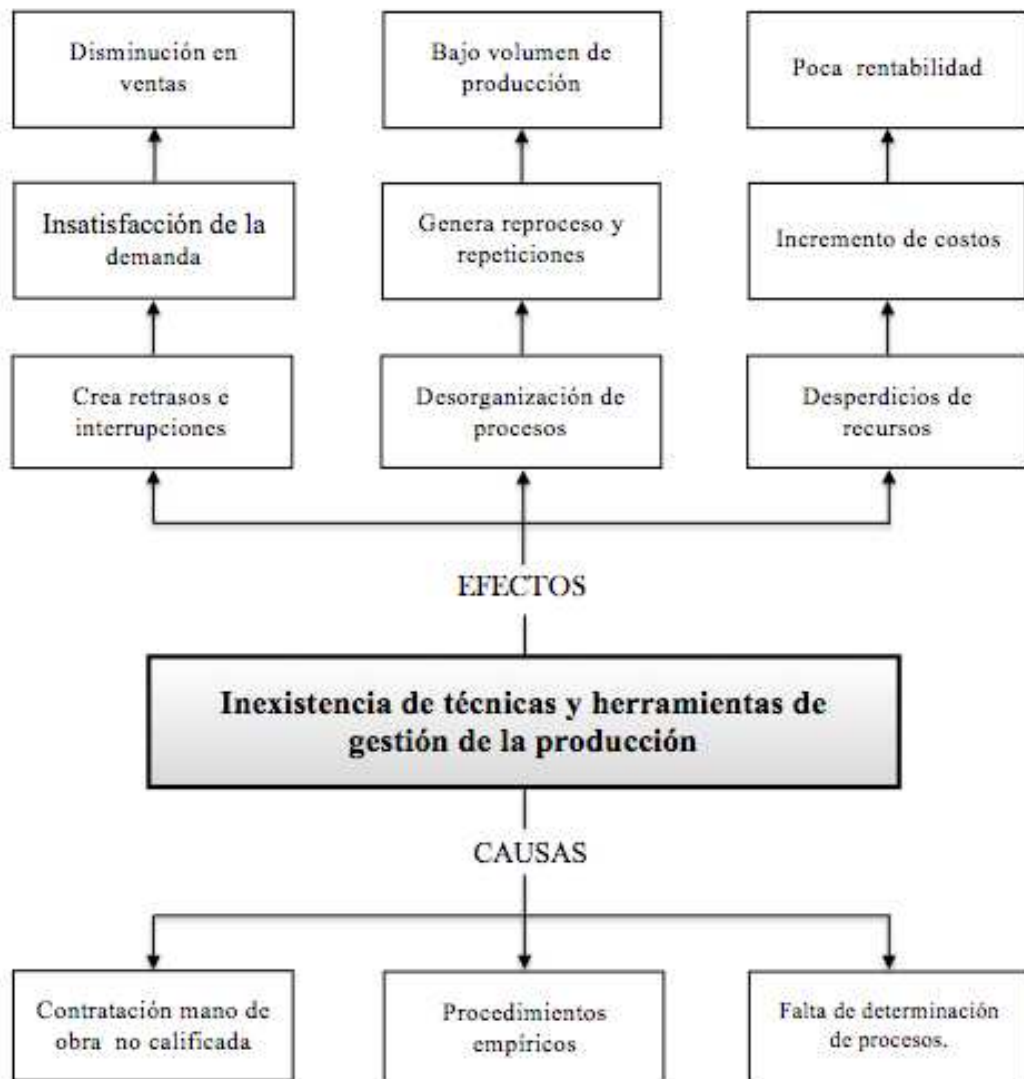 Disminución en
ventas
Bajo volumen de
producción
Poca rentabilidad
Insatisfacción de la
demanda
Genera reproceso y
repeticiones
Incremento de costos
Crea retrasos e
interrupciones
Desorganización de
procesos
Desperdicios de
recursos
EFECTOS
Inexistencia de técnicas y herramientas de
gestión de la producción
CAUSAS
Contratación mano de
obra no calificada
Procedimientos
empíricos
Falta de determinación
de procesos.